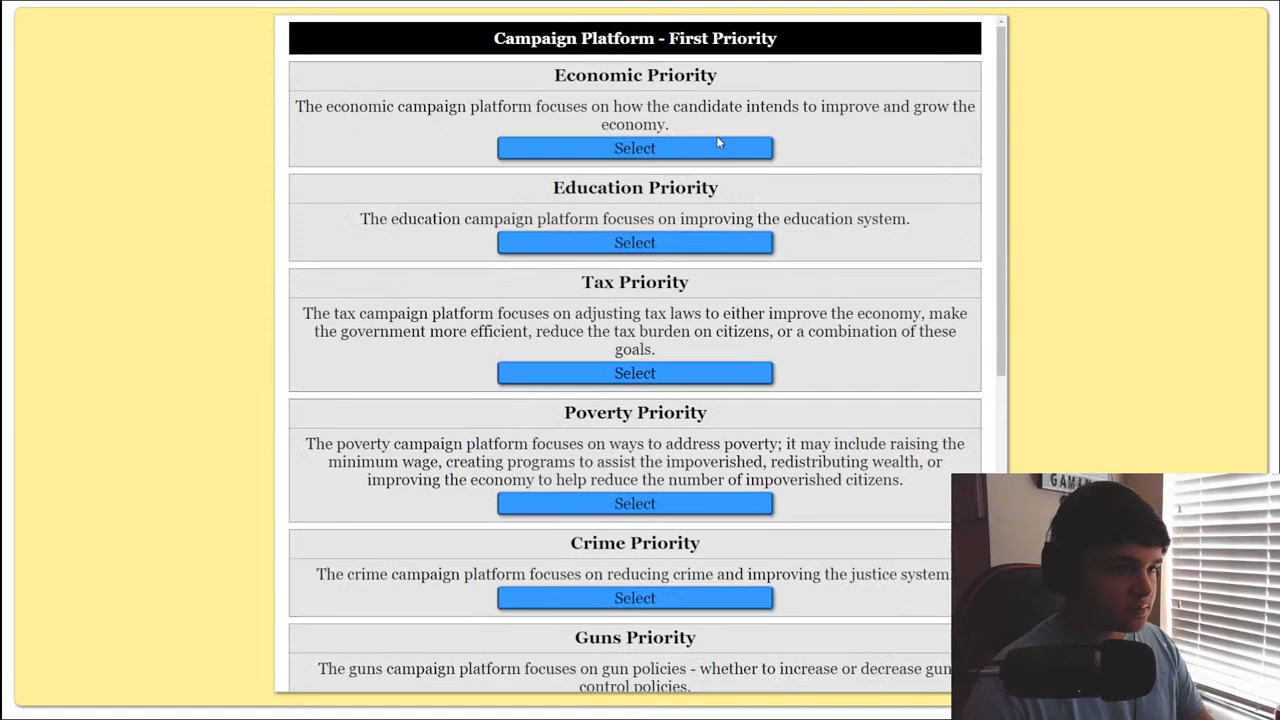 Campaign Platform - First Priority
Economic Priority
The economic campaign platform focuses on how the candidate intends to improve and grow the
economy.
Select
Education Priority
The education campaign platform focuses on improving the education system.
Select
Tax Priority
The tax campaign platform focuses on adjusting tax laws to either improve the economy, make
the government more efficient, reduce the tax burden on citizens, or a combination of these
goals.
Select
Poverty Priority
The poverty campaign platform focuses on ways to address poverty; it may include raising the
minimum wage, creating programs to assist the impoverished, redistributing wealth, or
improving the economy to help reduce the number of impoverished citizens.
Select
Crime Priority
The crime campaign platform focuses on reducing crime and improving the justice system.
Select
Guns Priority
The guns campaign platform focuses on gun policies - whether to increase or decrease gun
control policies.